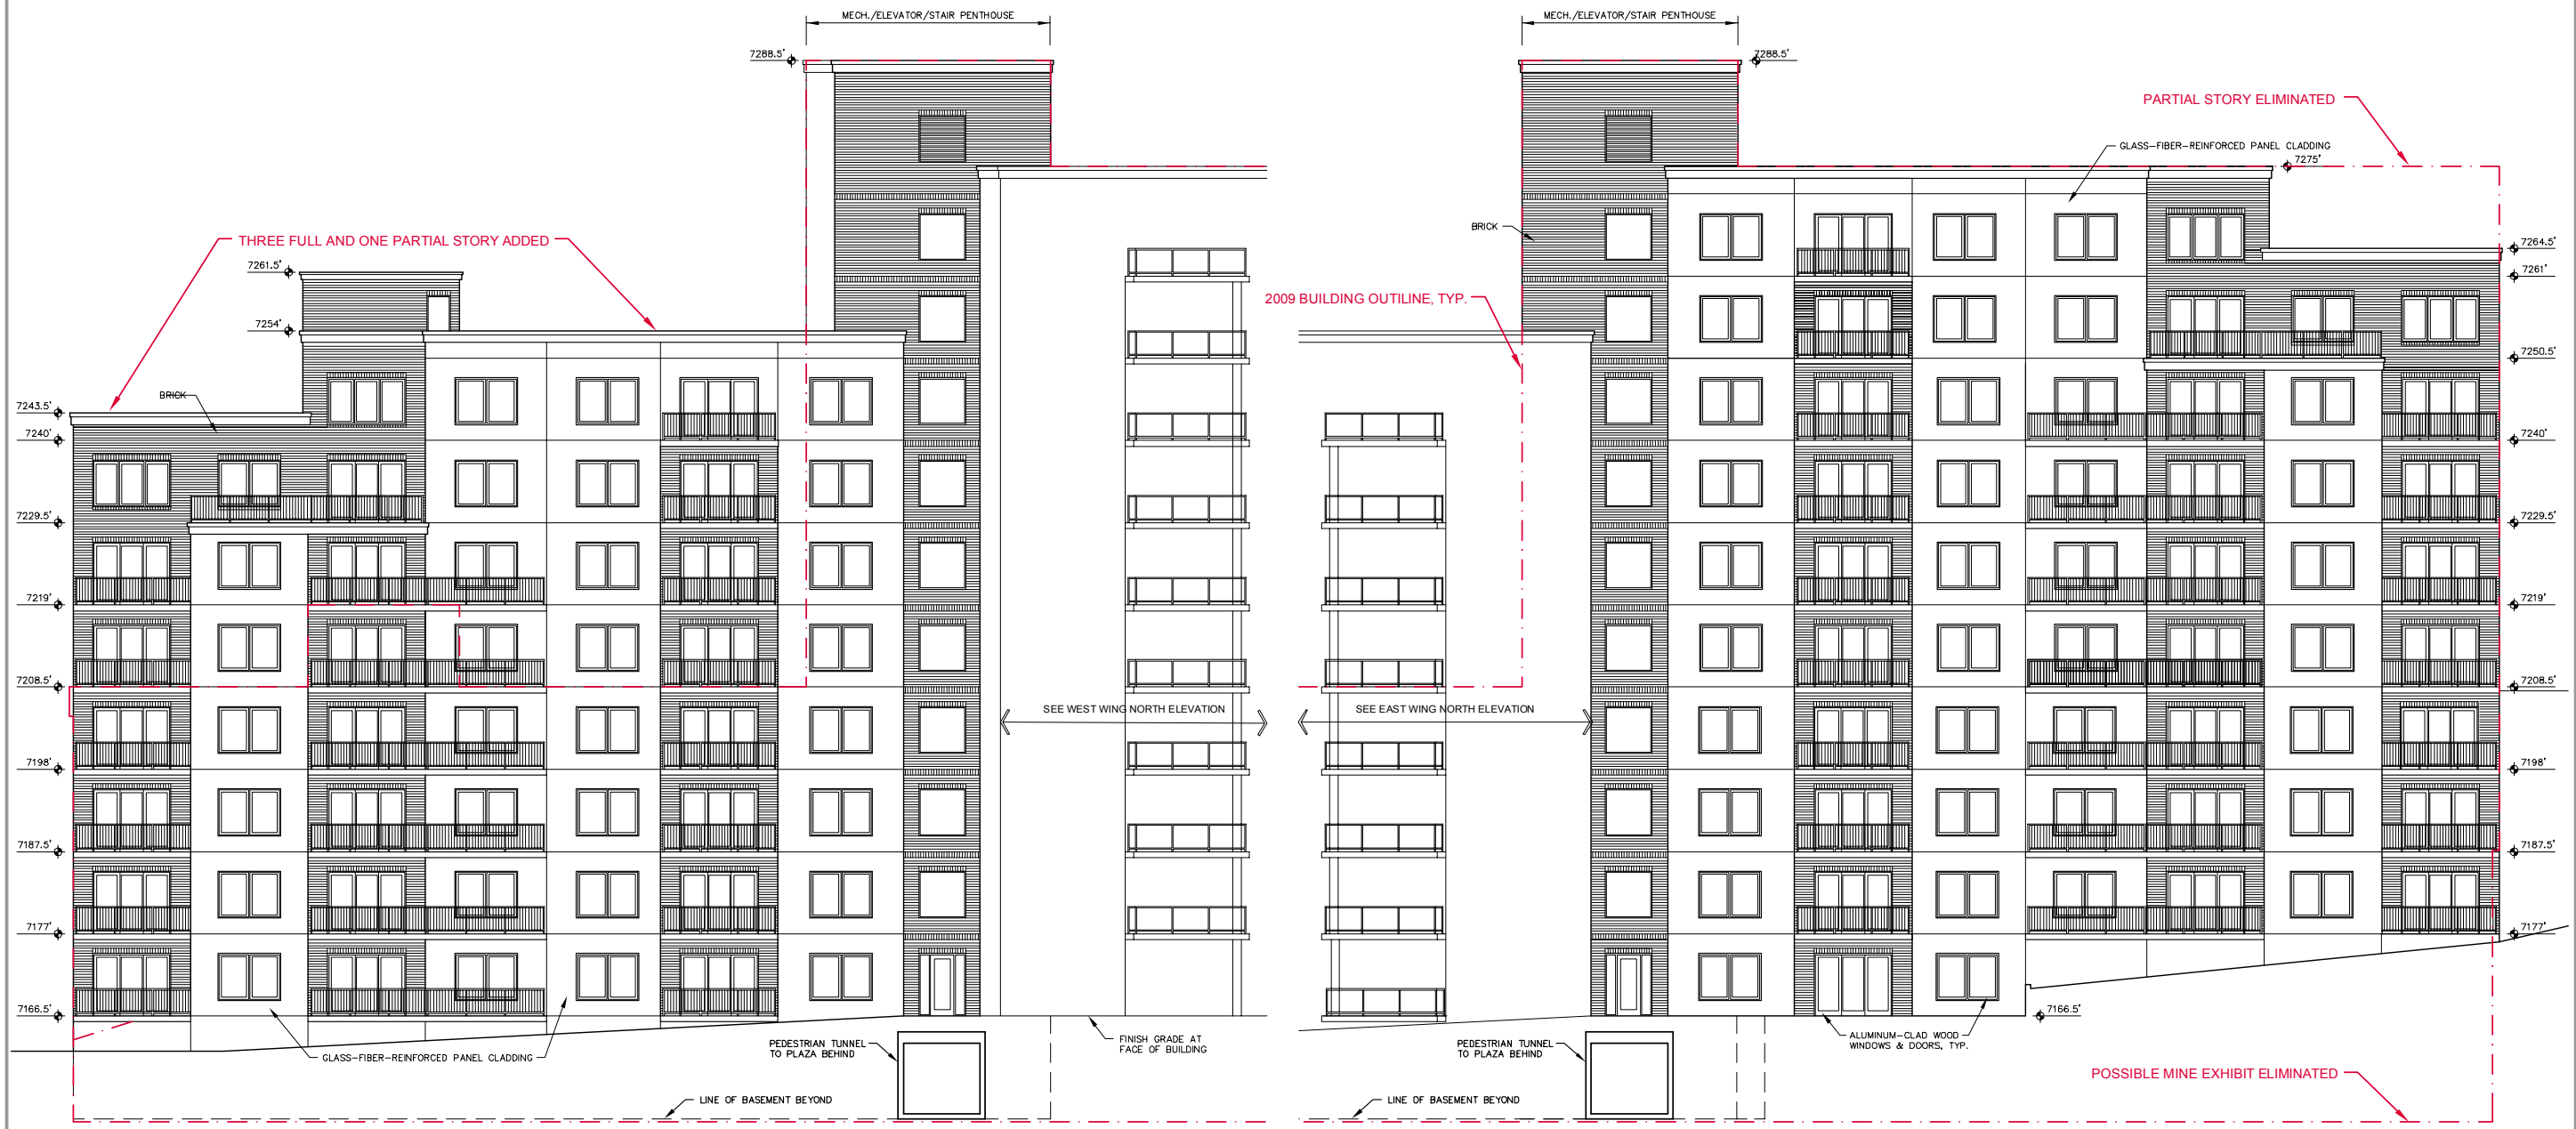 MECH./ELEVATOR/STAIR PENTHOUSE
7288.5'
THREE FULL AND ONE PARTIAL STORY ADDED
7261.5'
7254'
BRICK
7243.5'
7240'
7229.5'
7219'
7208.5'
7198'
7187.5'
7177'
7166.5'
SEE WEST WING NORTH ELEVATION
GLASS-FIBER-REINFORCED PANEL CLADDING
PEDESTRIAN TUNNEL
TO PLAZA BEHIND
FINISH GRADE AT
FACE OF BUILDING
LINE OF BASEMENT BEYOND
MECH./ELEVATOR/STAIR PENTHOUSE
7288.5'
PARTIAL STORY ELIMINATED
GLASS-FIBER-REINFORCED PANEL CLADDING
7275'
BRICK
2009 BUILDING OUTILINE, TYP.
7264.5'
7261'
7250.5'
7240'
7229.5'
7219'
7208.5'
7198'
7187.5'
7177'
SEE EAST WING NORTH ELEVATION
7166.5'
ALUMINUM-CLAD WOOD
WINDOWS & DOORS, TYP.
PEDESTRIAN TUNNEL
TO PLAZA BEHIND
POSSIBLE MINE EXHIBIT ELIMINATED
LINE OF BASEMENT BEYOND